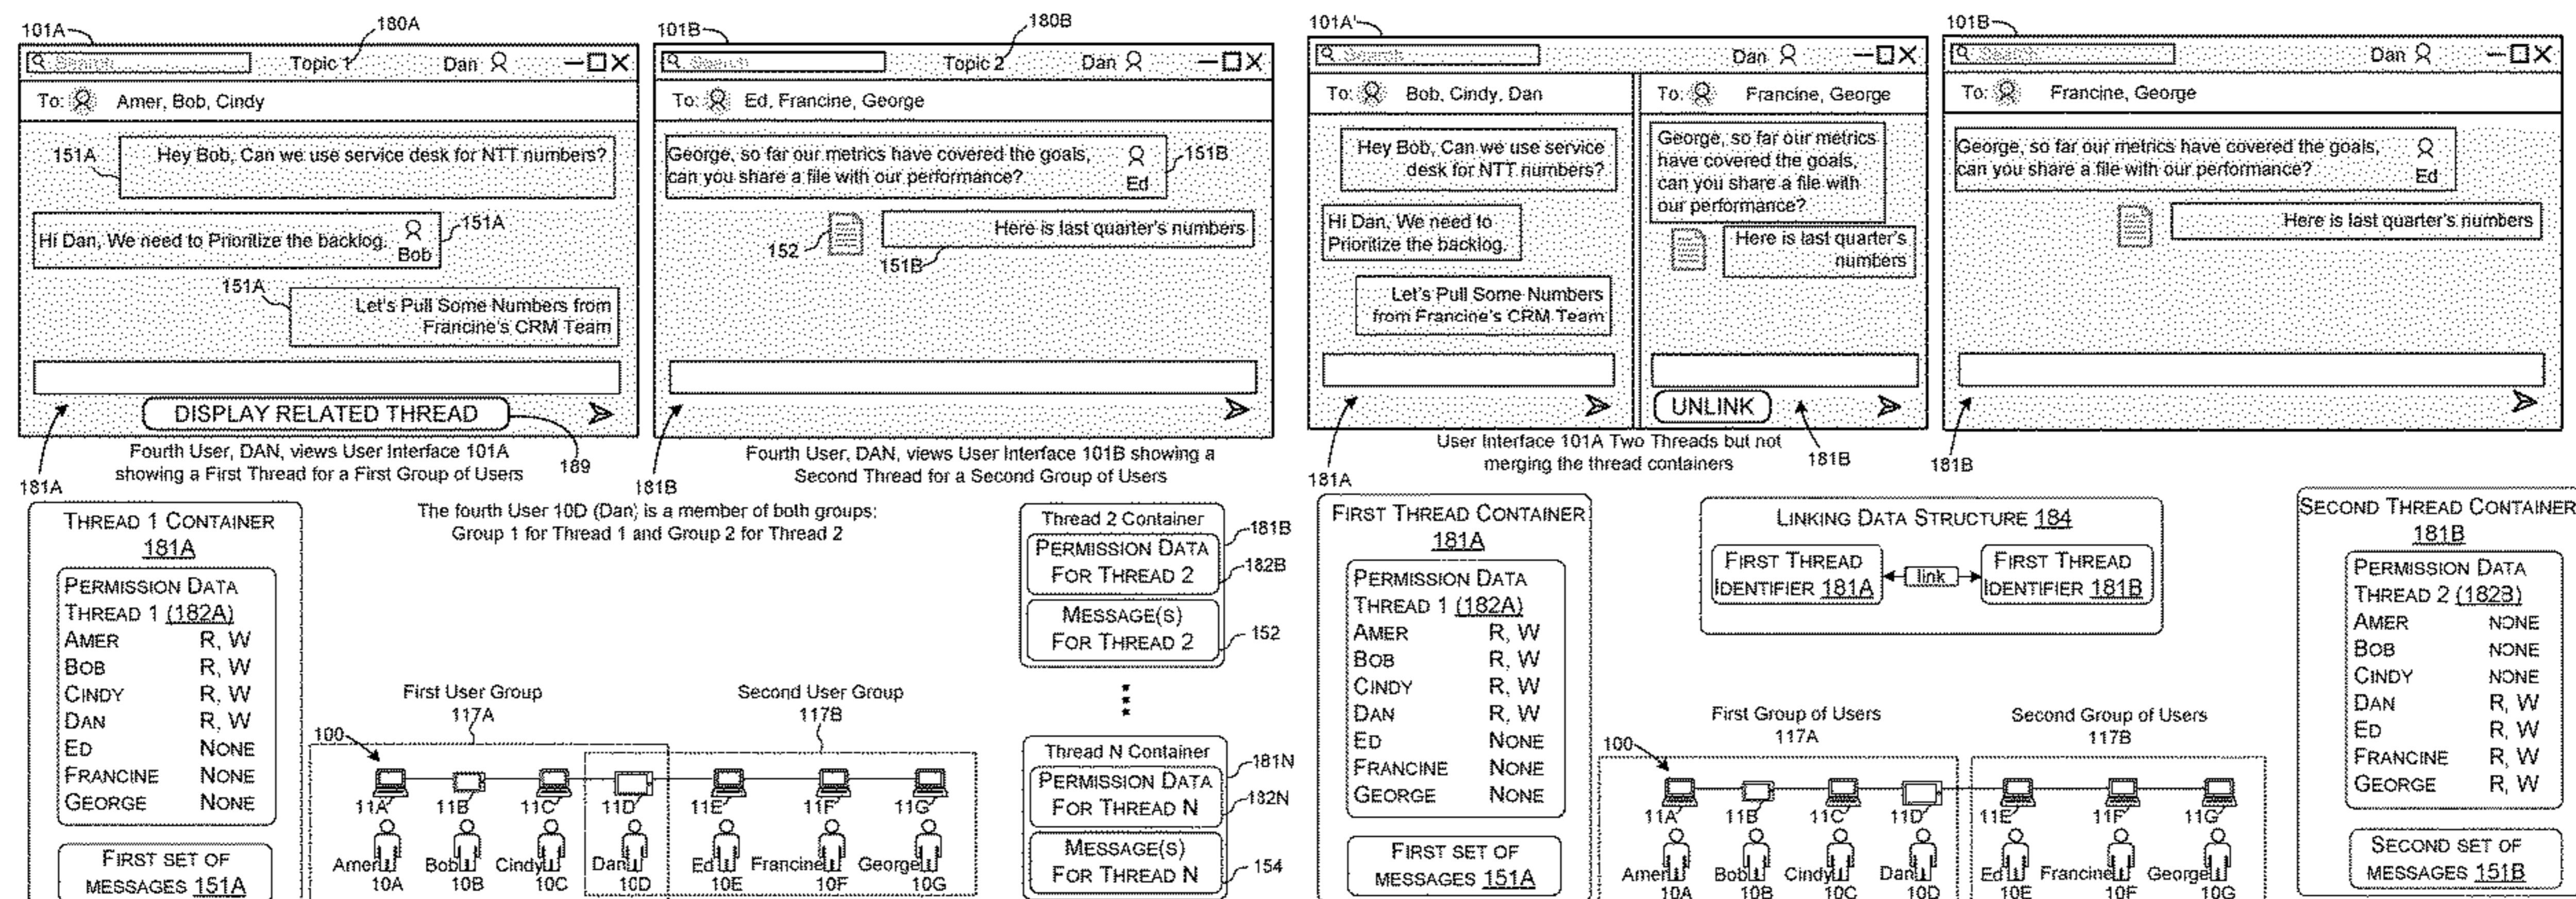 101A
180A
Search
Topic 1
Dan
To:
Amer, Bob, Cindy
151A
Hey Bob, Can we use service desk for NTT numbers?
Hi Dan, We need to Prioritize the backlog.
Bob
151A
151A
Let's Pull Some Numbers from
Francine's CRM Team
DISPLAY RELATED THREAD
189
181A
Fourth User, DAN, views User Interface 101A
showing a First Thread for a First Group of Users
101B
180B
Search
Topic 2
Dan
To:
Ed, Francine, George
George, so far our metrics have covered the goals,
can you share a file with our performance?
Ed
151B
152
Here is last quarter's numbers
151B
181B
Fourth User, DAN, views User Interface 101B showing a
Second Thread for a Second Group of Users
The fourth User 10D (Dan) is a member of both groups:
Group 1 for Thread 1 and Group 2 for Thread 2
THREAD 1 CONTAINER
181A
PERMISSION DATA
THREAD 1 (182A)
AMER R, W
BOB R, W
CINDY R, W
DAN R, W
ED NONE
FRANCINE NONE
GEORGE NONE
FIRST SET OF
MESSAGES 151A
First User Group
117A
Second User Group
117B
100
11A 11B 11C 11D 11E 11F 11G
Amer Bob Cindy Dan Ed Francine George
10A 10B 10C 10D 10E 10F 10G
Thread 2 Container
181B
PERMISSION DATA
FOR THREAD 2
182B
MESSAGE(S)
FOR THREAD 2
152
Thread N Container
181N
PERMISSION DATA
FOR THREAD N
182N
MESSAGE(S)
FOR THREAD N
154
101A'
Search
Dan
To:
Bob, Cindy, Dan
Hey Bob, Can we use service
desk for NTT numbers?
Hi Dan, We need to
Prioritize the backlog.
Let's Pull Some Numbers
from Francine's CRM Team
To:
Francine, George
George, so far our metrics
have covered the goals,
can you share a file with
our performance?
Here is last quarter's
numbers
UNLINK
181A
181B
User Interface 101A Two Threads but not
merging the thread containers
101B
Search
Dan
To:
Francine, George
George, so far our metrics have covered the goals,
can you share a file with our performance?
Ed
Here is last quarter's numbers
181B
FIRST THREAD CONTAINER
181A
PERMISSION DATA
THREAD 1 (182A)
AMER R, W
BOB R, W
CINDY R, W
DAN R, W
ED NONE
FRANCINE NONE
GEORGE NONE
FIRST SET OF
MESSAGES 151A
LINKING DATA STRUCTURE 184
FIRST THREAD
IDENTIFIER 181A
link
FIRST THREAD
IDENTIFIER 181B
First Group of Users
117A
Second Group of Users
117B
100
11A 11B 11C 11D 11E 11F 11G
Amer Bob Cindy Dan Ed Francine George
10A 10B 10C 10D 10E 10F 10G
SECOND THREAD CONTAINER
181B
PERMISSION DATA
THREAD 2 (182B)
AMER NONE
BOB NONE
CINDY NONE
DAN R, W
ED R, W
FRANCINE R, W
GEORGE R, W
SECOND SET OF
MESSAGES 151B